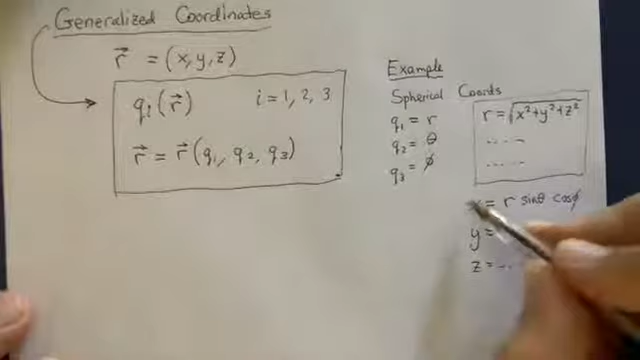 Generalized Coordinates
r⃗ = (x, y, z)
qᵢ(r⃗) i = 1, 2, 3
r⃗ = r⃗(q₁, q₂, q₃)
Example
Spherical Coords
q₁ = r
q₂ = θ
q₃ = ϕ
r = √x²+y²+z²
.....
.....
= r sinθ cosϕ
y =
z = ...